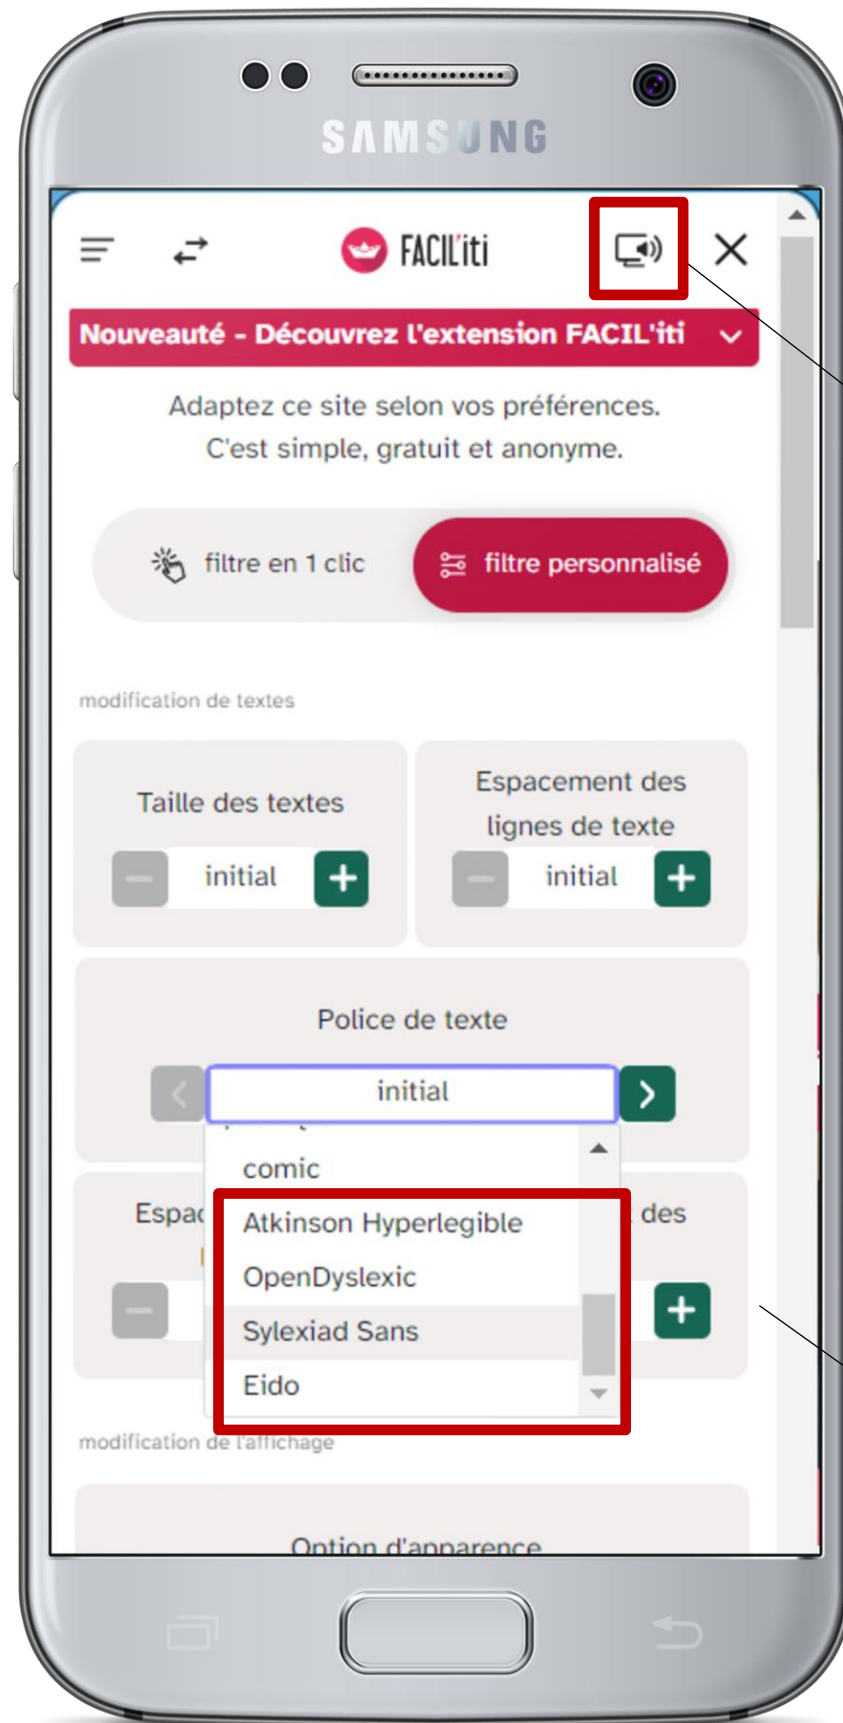 SAMSUNG
FACIL'iti
Nouveauté - Découvrez l'extension FACIL'iti
Adaptez ce site selon vos préférences.
C'est simple, gratuit et anonyme.
filtre en 1 clic
filtre personnalisé
modification de textes
Taille des textes
initial
Espacement des
lignes de texte
initial
Police de texte
initial
comic
Espac
des
Atkinson Hyperlegible
OpenDyslexic
Sylexiad Sans
Eido
modification de l'affichage
Option d'apparence